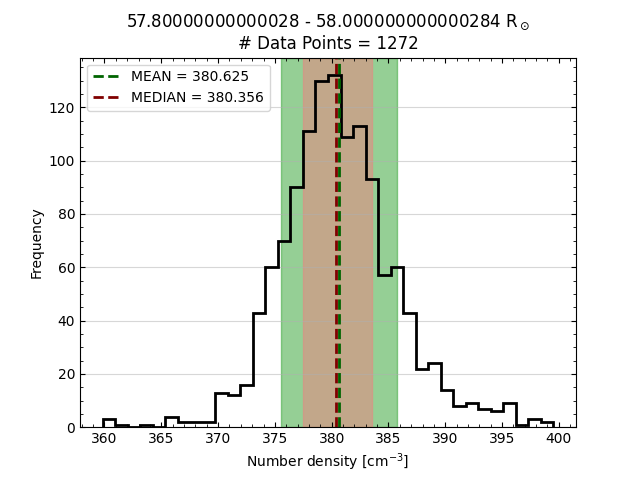 57.80000000000028 - 58.000000000000284 R⊙
# Data Points = 1272
MEAN = 380.625
MEDIAN = 380.356
Frequency
120
100
80
60
40
20
0
360 365 370 375 380 385 390 395 400
Number density [cm⁻³]